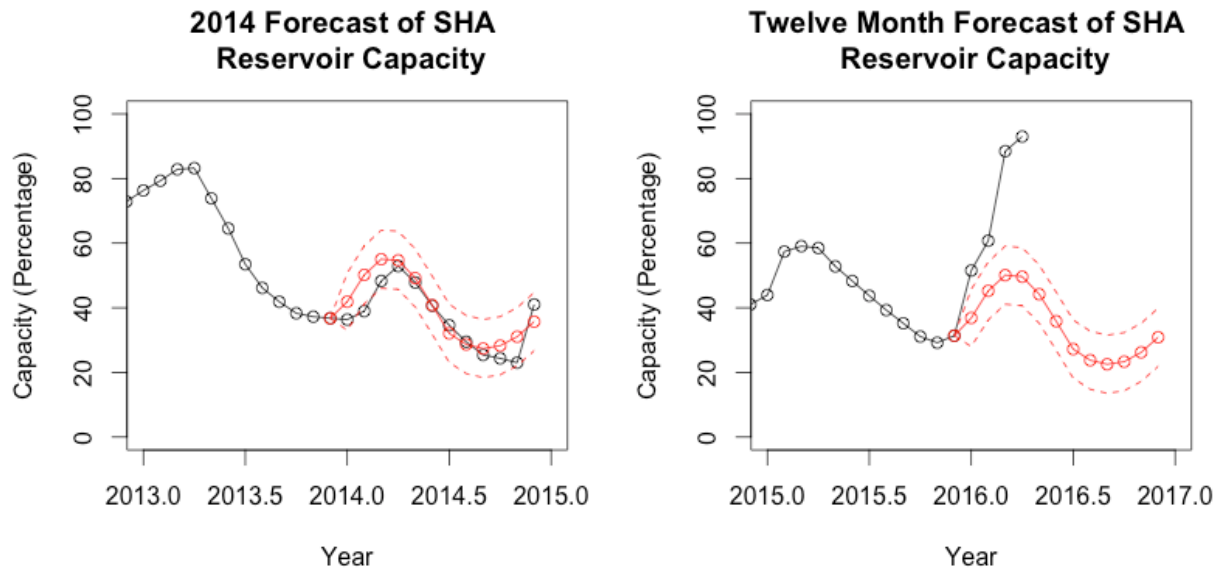 2014 Forecast of SHA
Reservoir Capacity
Capacity (Percentage)
100
80
60
40
20
0
2013.0 2013.5 2014.0 2014.5 2015.0
Year
Twelve Month Forecast of SHA
Reservoir Capacity
Capacity (Percentage)
100
80
60
40
20
0
2015.0 2015.5 2016.0 2016.5 2017.0
Year